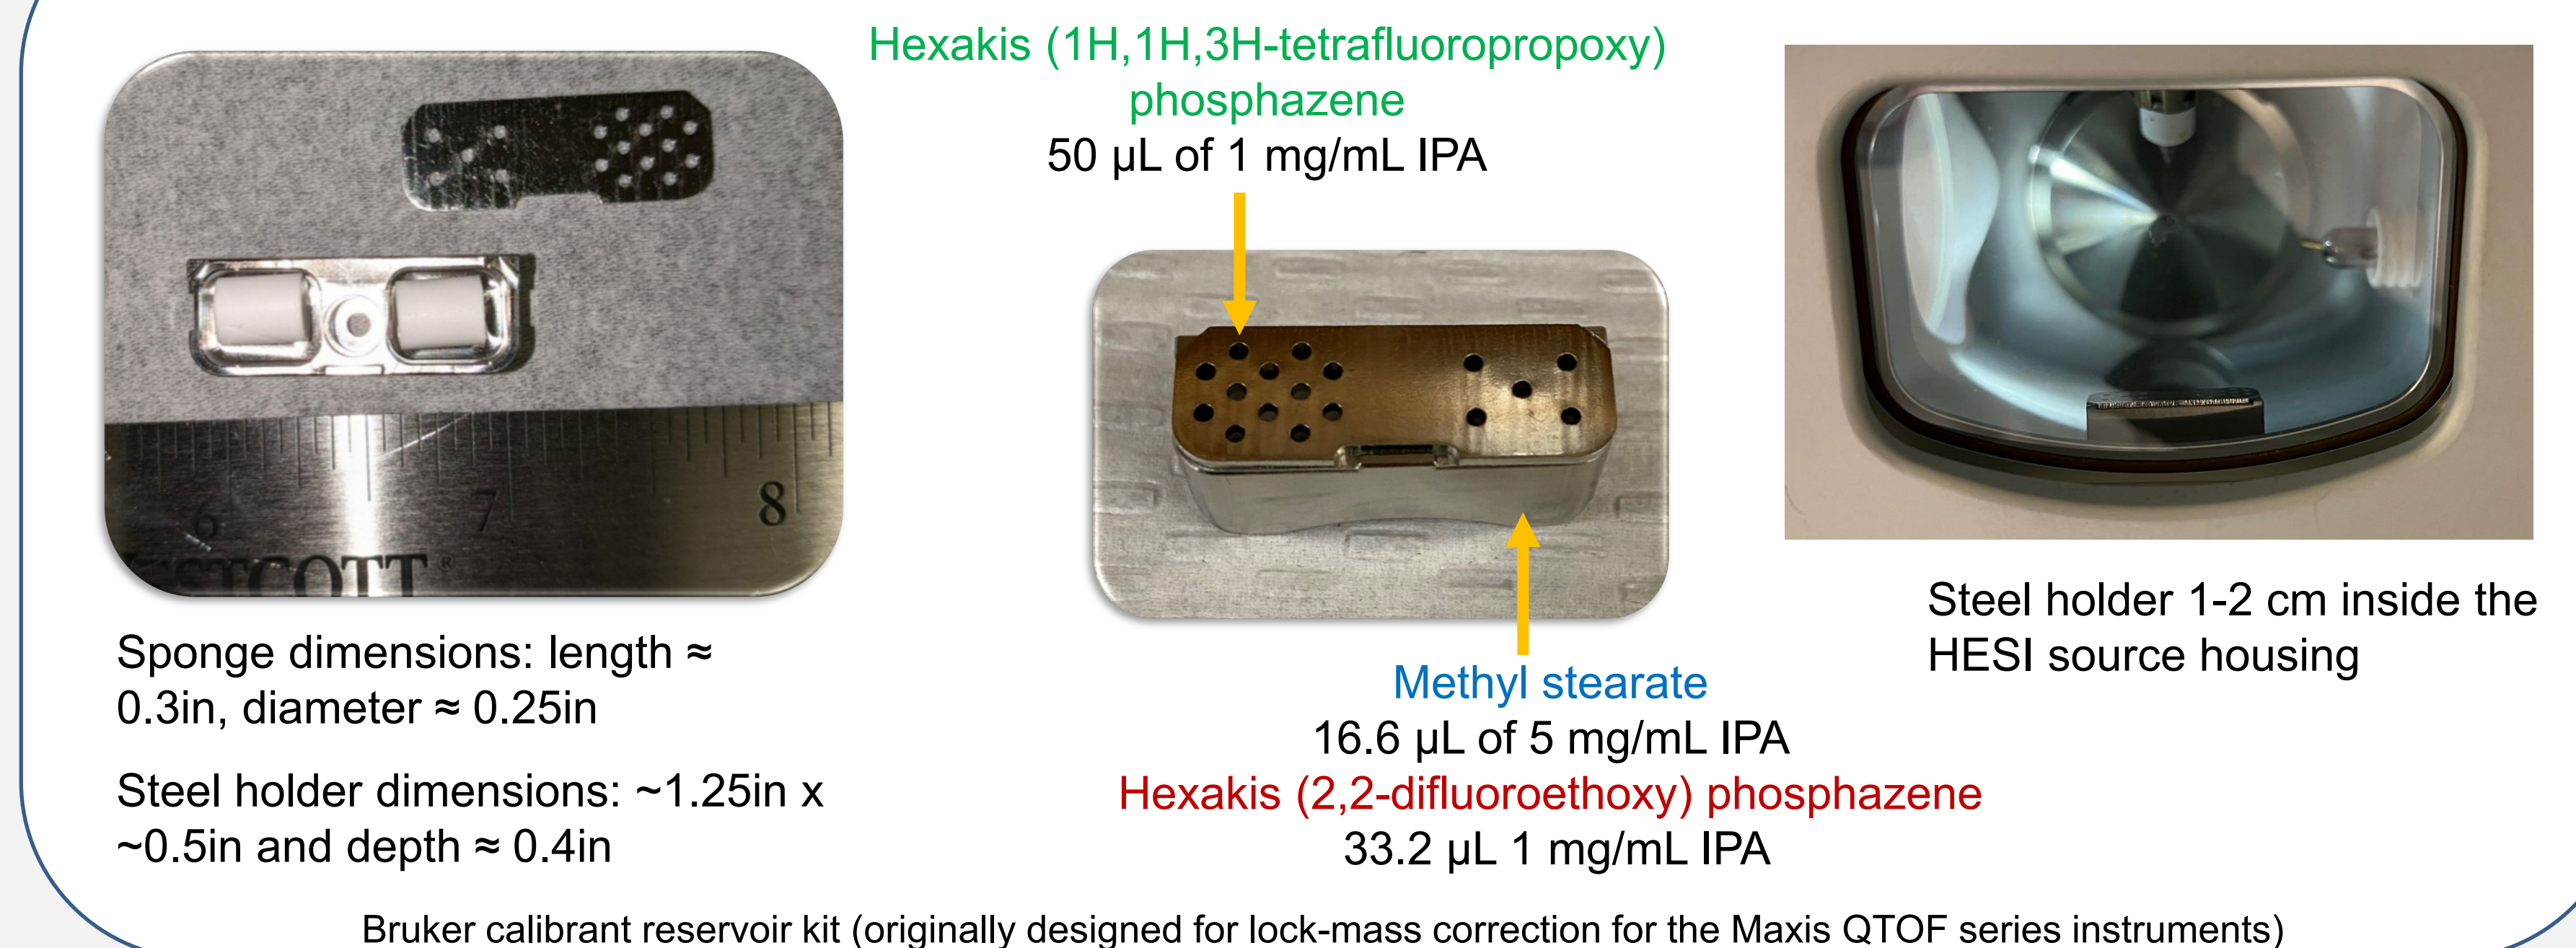 Hexakis (1H,1H,3H-tetrafluoropropoxy)
phosphazene
50 µL of 1 mg/mL IPA
6
7
8
STCOTT®
Sponge dimensions: length ≈
0.3in, diameter ≈ 0.25in
Steel holder dimensions: ~1.25in x
~0.5in and depth ≈ 0.4in
Methyl stearate
16.6 µL of 5 mg/mL IPA
Hexakis (2,2-difluoroethoxy) phosphazene
33.2 µL 1 mg/mL IPA
Steel holder 1-2 cm inside the
HESI source housing
Bruker calibrant reservoir kit (originally designed for lock-mass correction for the Maxis QTOF series instruments)